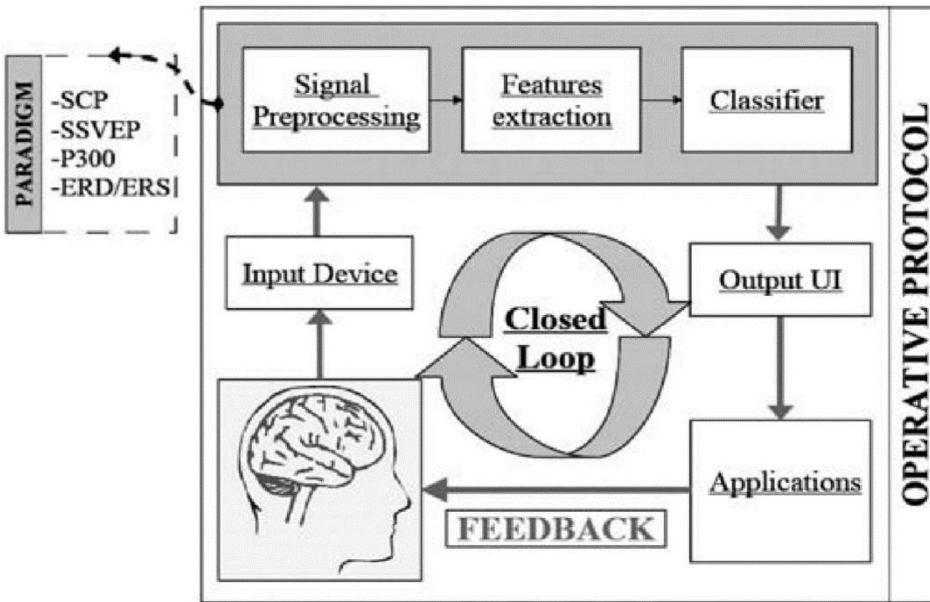 PARADIGM
-SCP
-SSVEP
-P300
-ERD/ERS
Signal
Preprocessing
Features
extraction
Classifier
Input Device
Closed
Loop
Output UI
Applications
FEEDBACK
OPERATIVE PROTOCOL